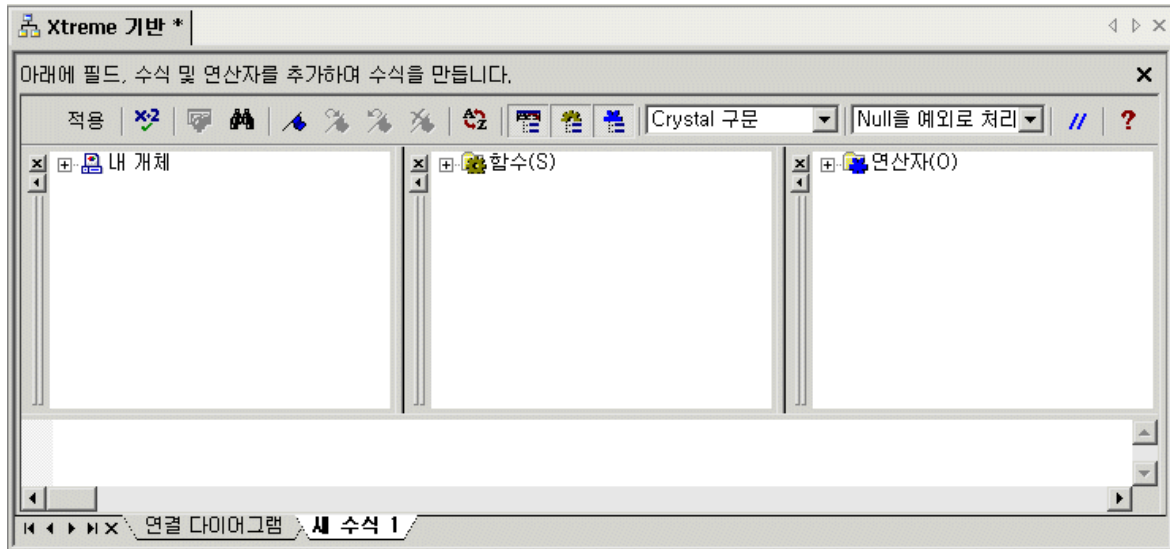 Xtreme 기반 *
아래에 필드, 수식 및 연산자를 추가하여 수식을 만듭니다.
적용 Crystal 구문 Null을 예외로 처리 // ?
내 개체
함수(S)
연산자(O)
연결 다이어그램 새 수식 1